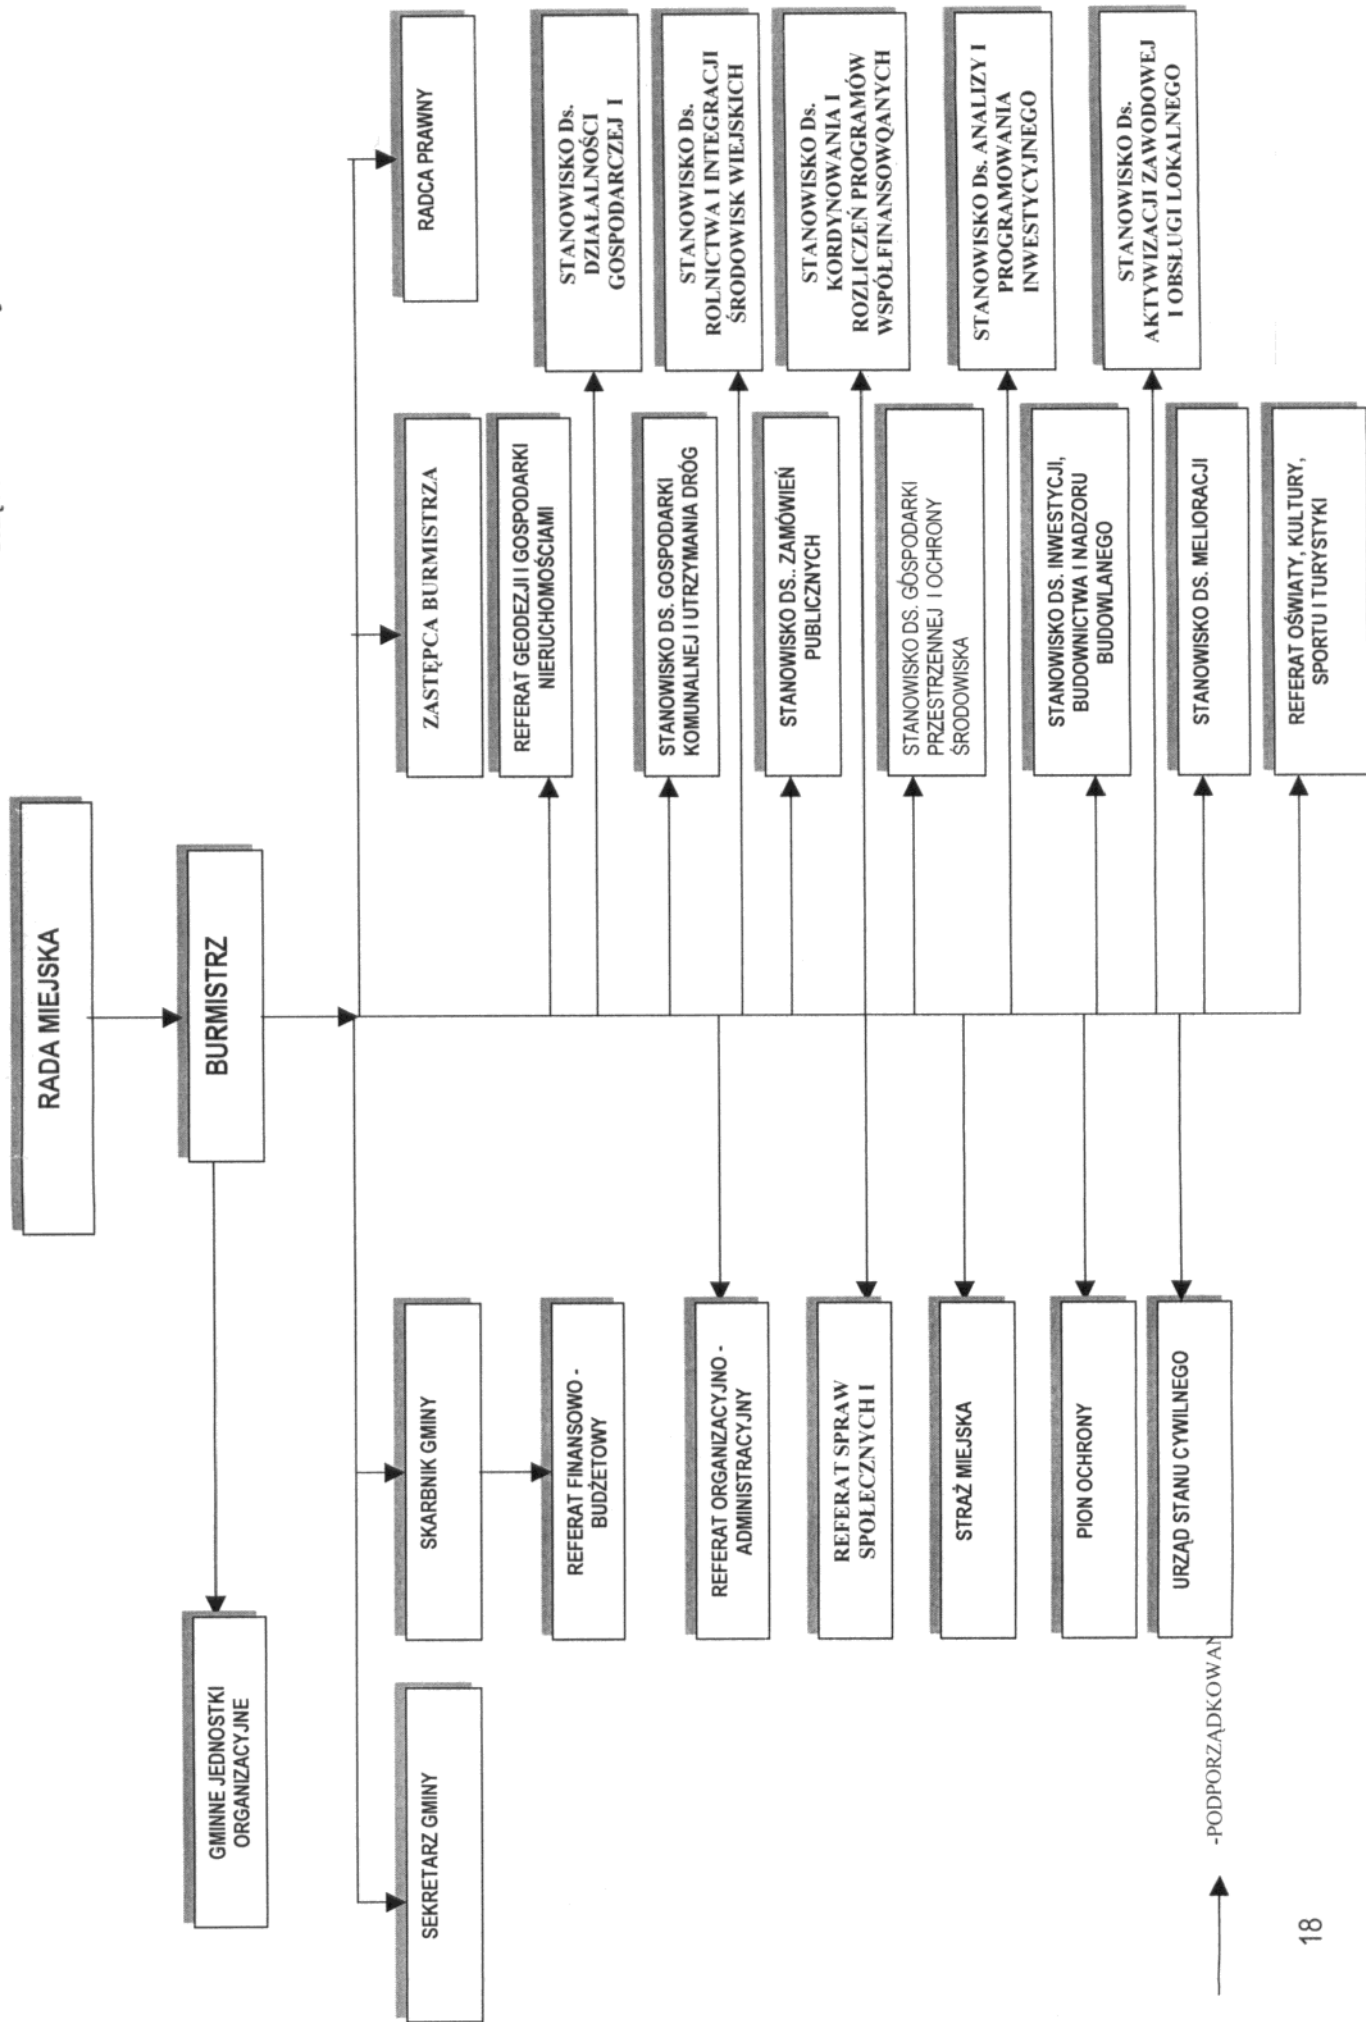 RADA MIEJSKA
BURMISTRZ
GMINNE JEDNOSTKI
ORGANIZACYJNE
SEKRETARZ GMINY
SKARBNIK GMINY
ZASTĘPCA BURMISTRZA
RADCA PRAWNY
REFERAT FINANSOWO -
BUDŻETOWY
REFERAT ORGANIZACYJNO -
ADMINISTRACYJNY
REFERAT SPRAW
SPOŁECZNYCH I
STRAŻ MIEJSKA
PION OCHRONY
URZĄD STANU CYWILNEGO
REFERAT GEODEZJI I GOSPODARKI
NIERUCHOMOŚCIAMI
STANOWISKO DS. GOSPODARKI
KOMUNALNEJ I UTRZYMANIA DRÓG
STANOWISKO DS.. ZAMÓWIEŃ
PUBLICZNYCH
STANOWISKO DS. GOSPODARKI
PRZESTRZENNEJ I OCHRONY
ŚRODOWISKA
STANOWISKO DS. INWESTYCJI,
BUDOWNICTWA I NADZORU
BUDOWLANEGO
STANOWISKO DS. MELIORACJI
REFERAT OŚWIATY, KULTURY,
SPORTU I TURYSTYKI
STANOWISKO Ds.
DZIAŁALNOŚCI
GOSPODARCZEJ I
STANOWISKO Ds.
ROLNICTWA I INTEGRACJI
ŚRODOWISK WIEJSKICH
STANOWISKO Ds.
KORDYNOWANIA I
ROZLICZEŃ PROGRAMÓW
WSPÓŁFINANSOWQANYCH
STANOWISKO Ds. ANALIZY I
PROGRAMOWANIA
INWESTYCYJNEGO
STANOWISKO Ds.
AKTYWIZACJI ZAWODOWEJ
I OBSŁUGI LOKALNEGO
-PODPORZĄDKOWAN
18